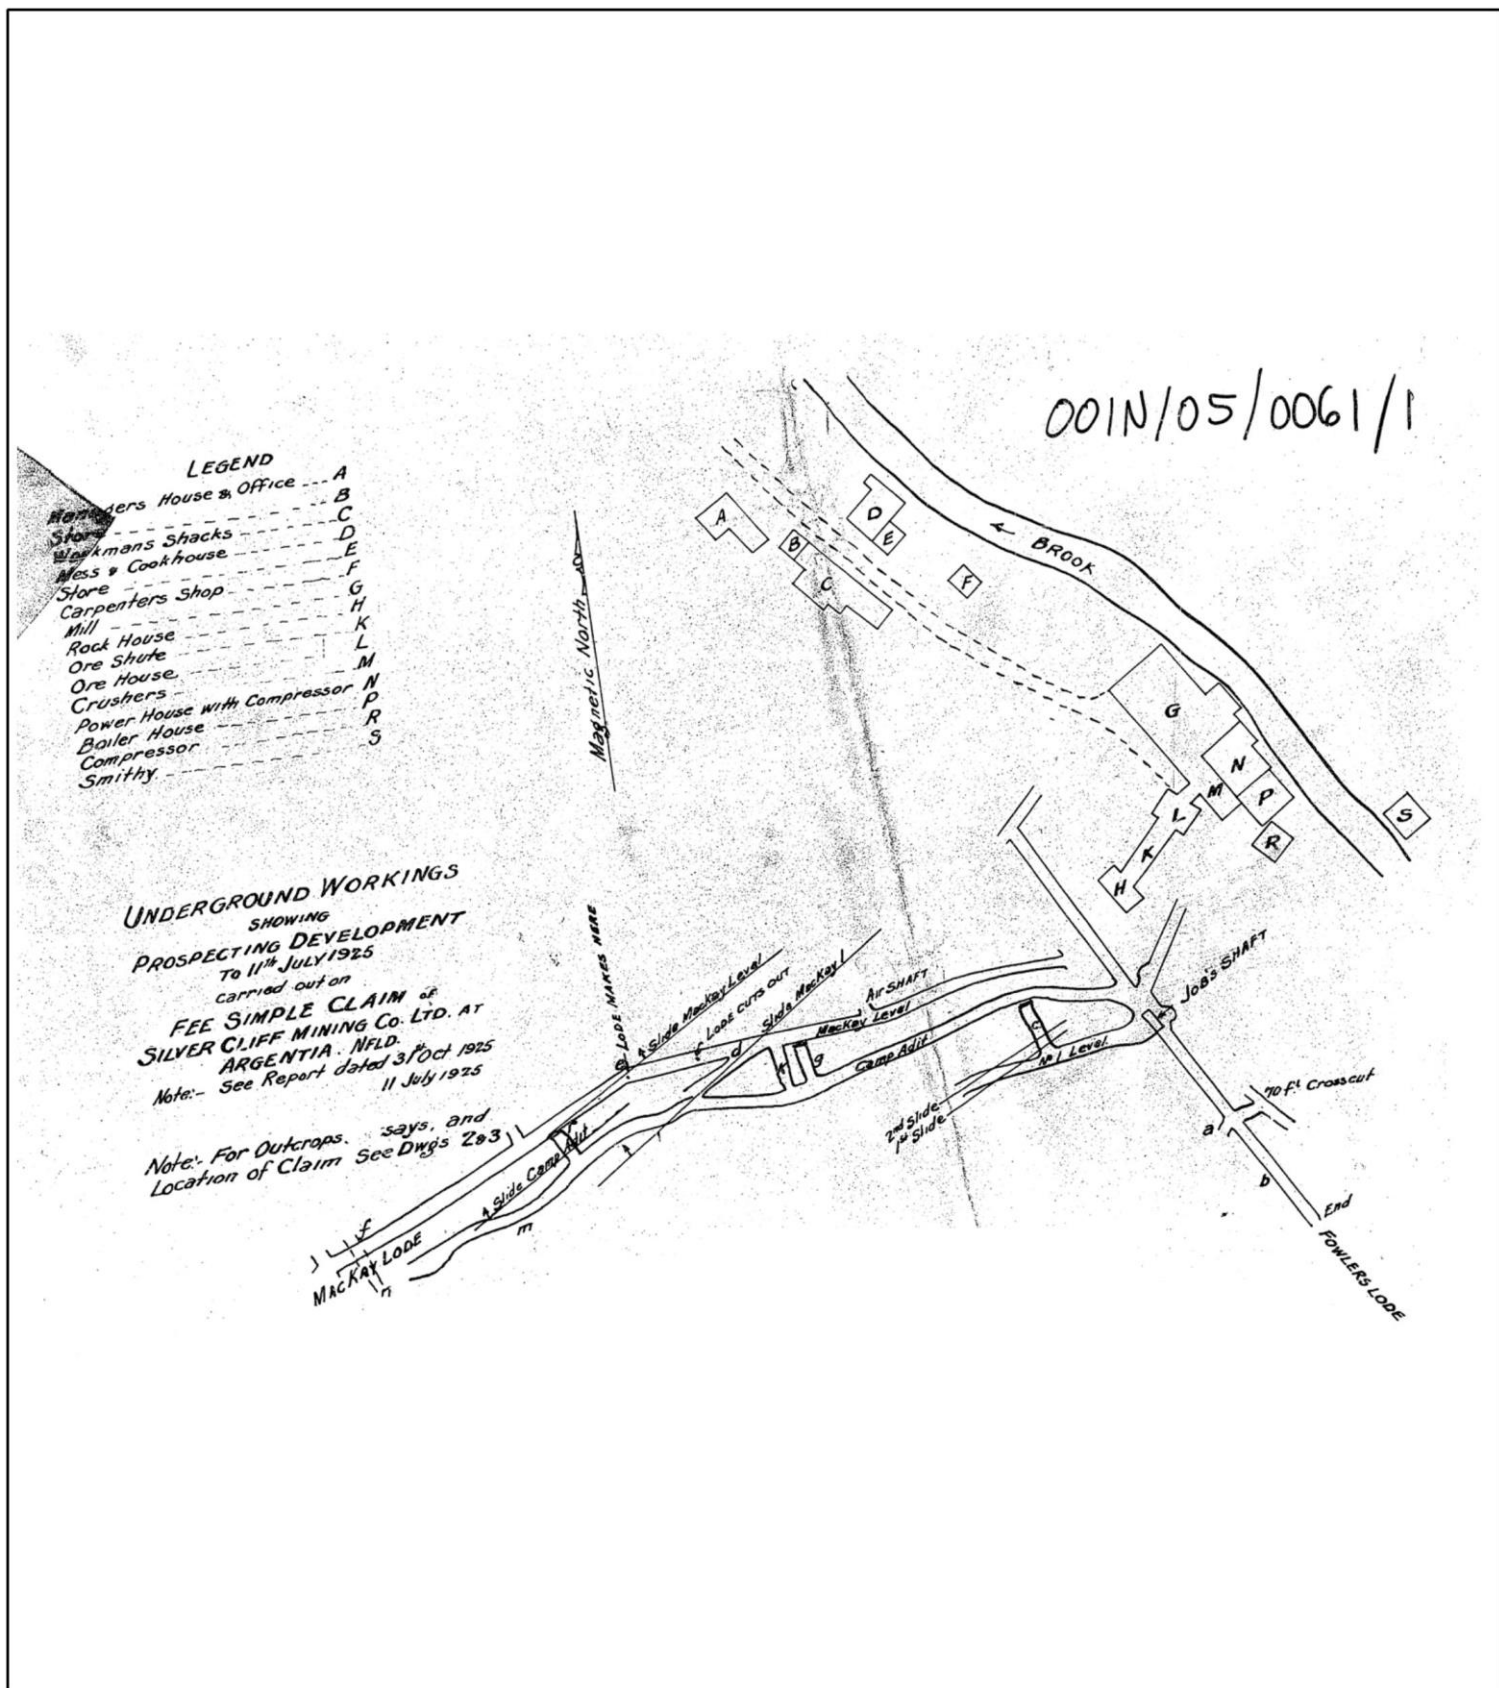 001N/05/0061/1
LEGEND
Managers House & Office --- A
Store - - - - - - - - - - B
Workmans Shacks - - - - - C
Mess & Cookhouse - - - - - D
Store - - - - - - - - - - E
Carpenters Shop - - - - - F
Mill - - - - - - - - - - G
Rock House - - - - - - - H
Ore Shute - - - - - - - K
Ore House - - - - - - - L
Crushers - - - - - - - - M
Power House with Compressor N
Boiler House - - - - - - P
Compressor - - - - - - - R
Smithy - - - - - - - - - S
Magnetic North
A
B
C
D
E
F
BROOK
G
N
M
P
L
R
S
K
H
UNDERGROUND WORKINGS
SHOWING
PROSPECTING DEVELOPMENT
To 11th JULY 1925
carried out on
FEE SIMPLE CLAIM of
SILVER CLIFF MINING Co. LTD. AT
ARGENTIA. NFLD.
Note:- See Report dated 31st Oct 1925
11 July 1925
Note:- For Outcrops. says, and
Location of Claim See Dwgs 2&3
LODE MAKES HERE
e
Slide MacKay Level
LODE CUTS OUT
Slide MacKay 1
d
Air SHAFT
MacKay Level
g
Camp Adit
c
No 1 Level
2nd Slide
1st Slide
JOB'S SHAFT
70 ft Crosscut
a
b
End
FOWLERS LODE
Slide Camp Adit
m
f
MACKAY LODE
n